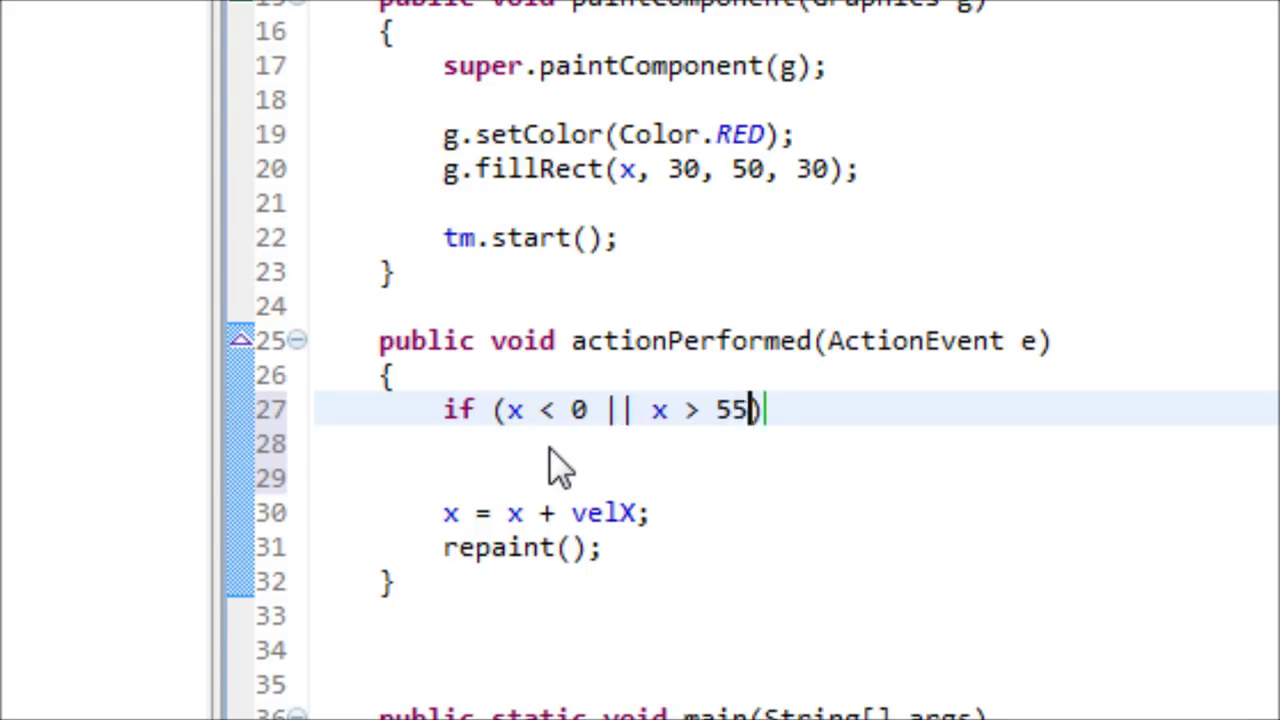 15 public void paintComponent(Graphics g)
16 {
17 super.paintComponent(g);
18
19 g.setColor(Color.RED);
20 g.fillRect(x, 30, 50, 30);
21
22 tm.start();
23 }
24
25 public void actionPerformed(ActionEvent e)
26 {
27 if (x < 0 || x > 55)
28
29
30 x = x + velX;
31 repaint();
32 }
33
34
35
36 public static void main(String[] args)